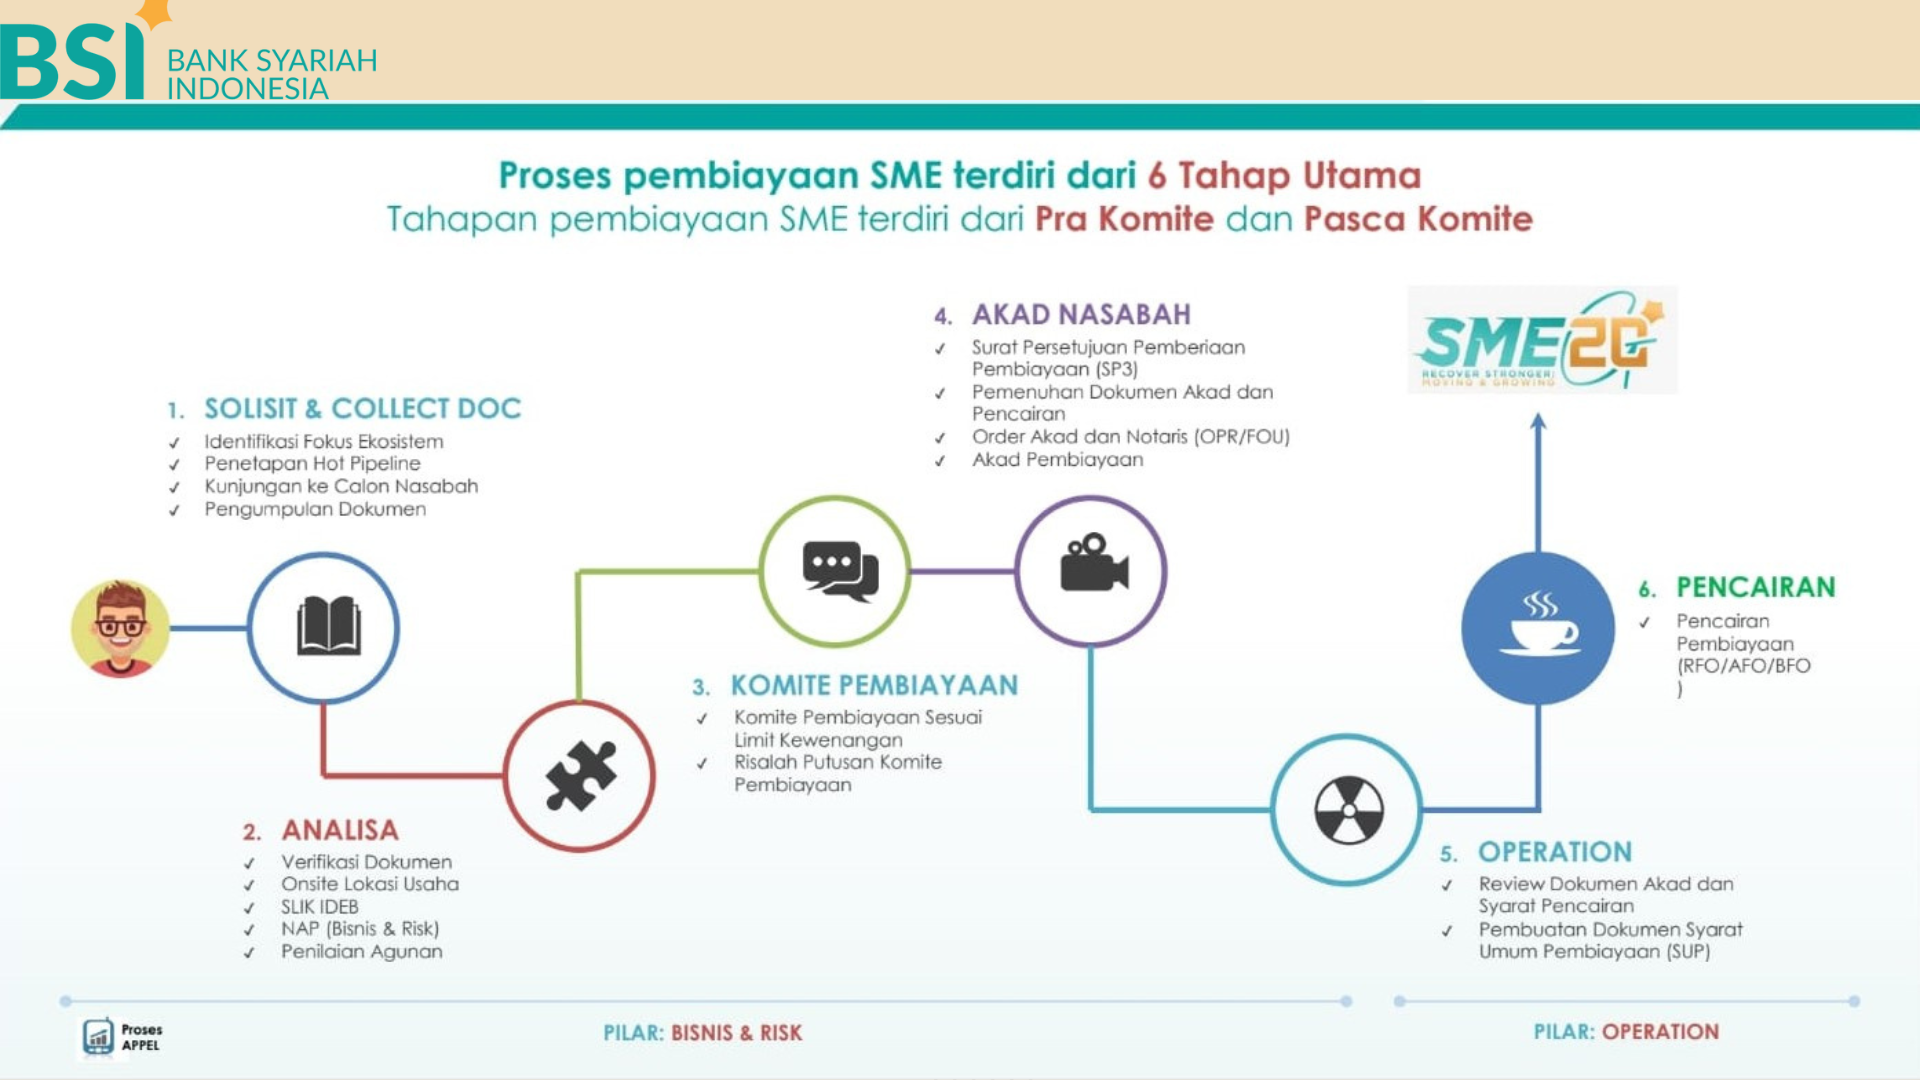 BSI BANK SYARIAH
INDONESIA
Proses pembiayaan SME terdiri dari 6 Tahap Utama
Tahapan pembiayaan SME terdiri dari Pra Komite dan Pasca Komite
1. SOLISIT & COLLECT DOC
✓ Identifikasi Fokus Ekosistem
✓ Penetapan Hot Pipeline
✓ Kunjungan ke Calon Nasabah
✓ Pengumpulan Dokumen
2. ANALISA
✓ Verifikasi Dokumen
✓ Onsite Lokasi Usaha
✓ SLIK IDEB
✓ NAP (Bisnis & Risk)
✓ Penilaian Agunan
3. KOMITE PEMBIAYAAN
✓ Komite Pembiayaan Sesuai
Limit Kewenangan
✓ Risalah Putusan Komite
Pembiayaan
4. AKAD NASABAH
✓ Surat Persetujuan Pemberiaan
Pembiayaan (SP3)
✓ Pemenuhan Dokumen Akad dan
Pencairan
✓ Order Akad dan Notaris (OPR/FOU)
✓ Akad Pembiayaan
5. OPERATION
✓ Review Dokumen Akad dan
Syarat Pencairan
✓ Pembuatan Dokumen Syarat
Umum Pembiayaan (SUP)
6. PENCAIRAN
✓ Pencairan
Pembiayaan
(RFO/AFO/BFO
)
SME2G
RECOVER STRONGER;
MOVING & GROWING
Proses
APPEL
PILAR: BISNIS & RISK
PILAR: OPERATION